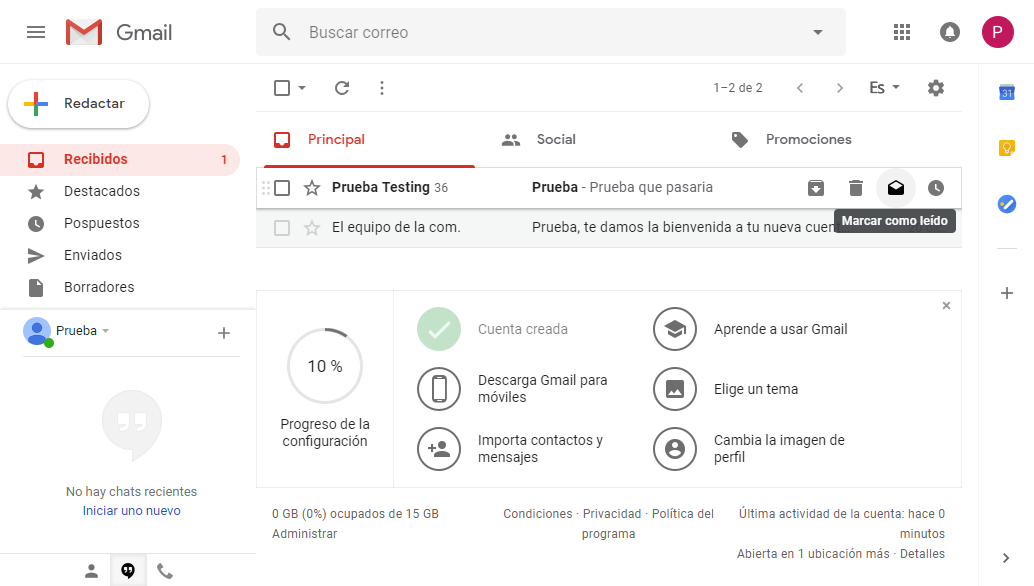 Gmail
Buscar correo
P
Redactar
1–2 de 2
Es
31
Recibidos 1
Destacados
Pospuestos
Enviados
Borradores
Principal
Social
Promociones
Prueba Testing 36 Prueba - Prueba que pasaria
Marcar como leído
El equipo de la com. Prueba, te damos la bienvenida a tu nueva cuen
Prueba
No hay chats recientes
Iniciar uno nuevo
10 %
Progreso de la
configuración
Cuenta creada
Aprende a usar Gmail
Descarga Gmail para
móviles
Elige un tema
Importa contactos y
mensajes
Cambia la imagen de
perfil
0 GB (0%) ocupados de 15 GB
Administrar
Condiciones · Privacidad · Política del
programa
Última actividad de la cuenta: hace 0
minutos
Abierta en 1 ubicación más · Detalles